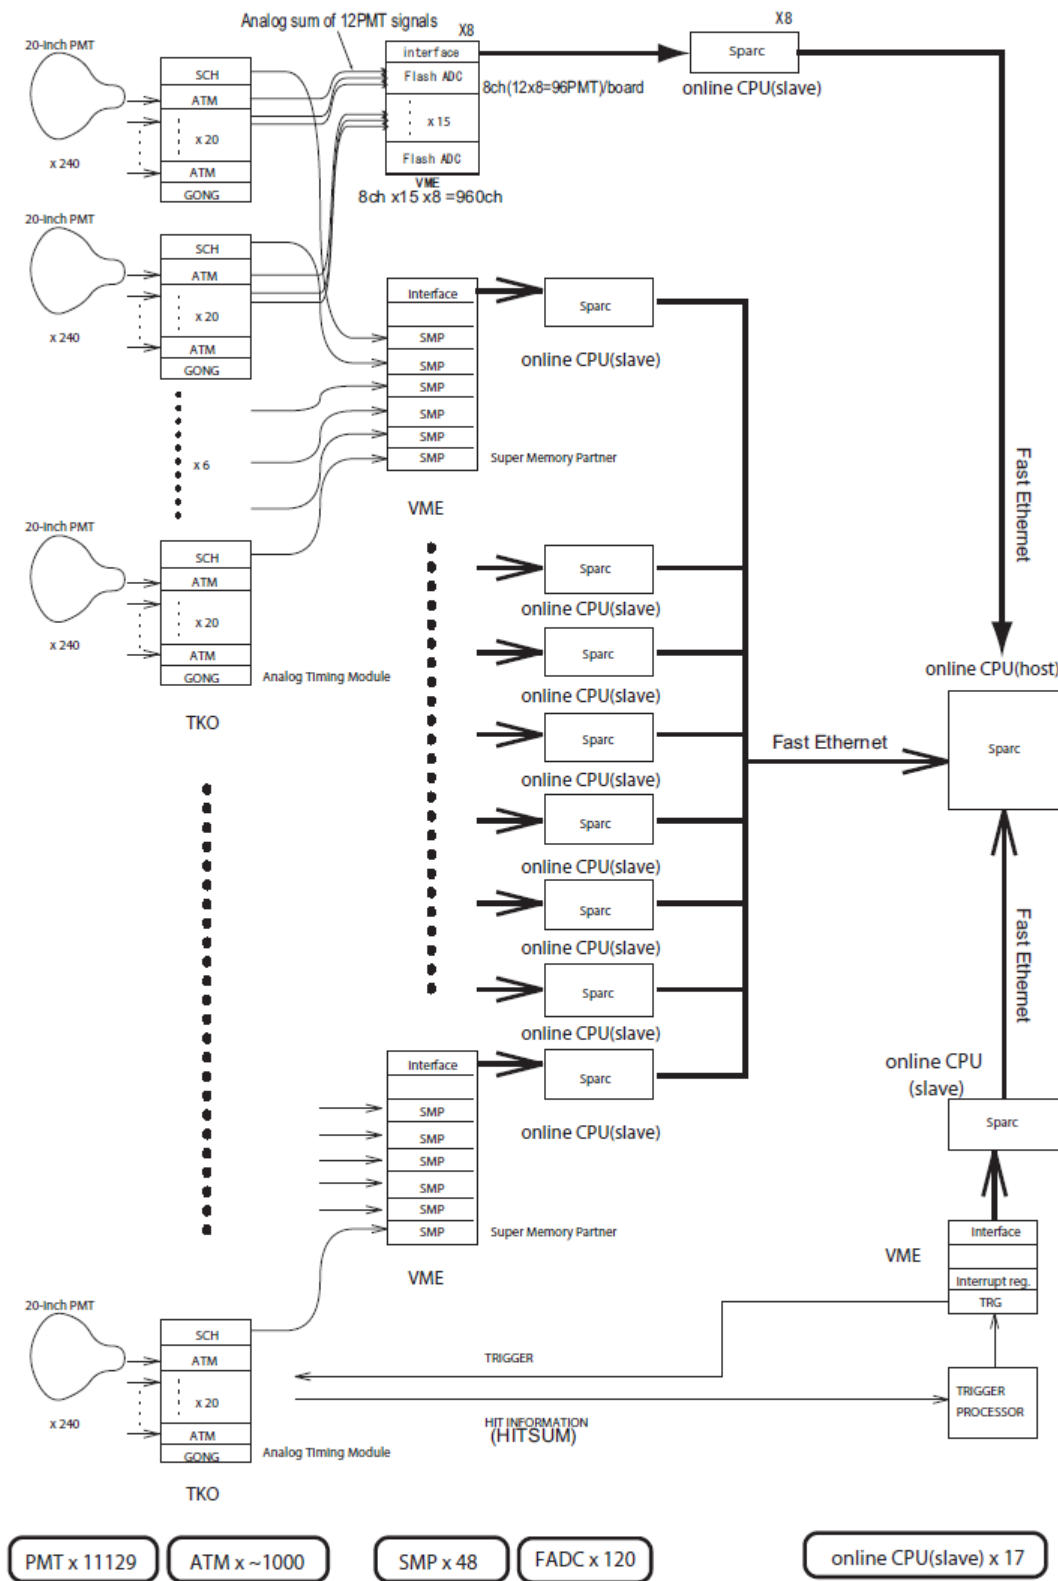 Analog sum of 12PMT signals
X8
X8
20-Inch PMT
x 240
SCH
ATM
x 20
ATM
GONG
interface
Flash ADC
x 15
Flash ADC
VME
8ch x15 x8 =960ch
8ch(12x8=96PMT)/board
Sparc
online CPU(slave)
20-Inch PMT
x 240
SCH
ATM
x 20
ATM
GONG
x 6
Interface
SMP
SMP
SMP
SMP
SMP
SMP
Super Memory Partner
VME
Sparc
online CPU(slave)
Fast Ethernet
20-Inch PMT
x 240
SCH
ATM
x 20
ATM
GONG
Analog Timing Module
TKO
Sparc
online CPU(slave)
Sparc
online CPU(slave)
Sparc
online CPU(slave)
Sparc
online CPU(slave)
Sparc
online CPU(slave)
Sparc
online CPU(slave)
Sparc
online CPU(slave)
Fast Ethernet
online CPU(host)
Sparc
Fast Ethernet
Interface
SMP
SMP
SMP
SMP
SMP
SMP
Super Memory Partner
VME
online CPU
(slave)
Sparc
VME
Interface
Interrupt reg.
TRG
TRIGGER
PROCESSOR
TRIGGER
HIT INFORMATION
(HITSUM)
20-Inch PMT
x 240
SCH
ATM
x 20
ATM
GONG
Analog Timing Module
TKO
PMT x 11129
ATM x ~1000
SMP x 48
FADC x 120
online CPU(slave) x 17